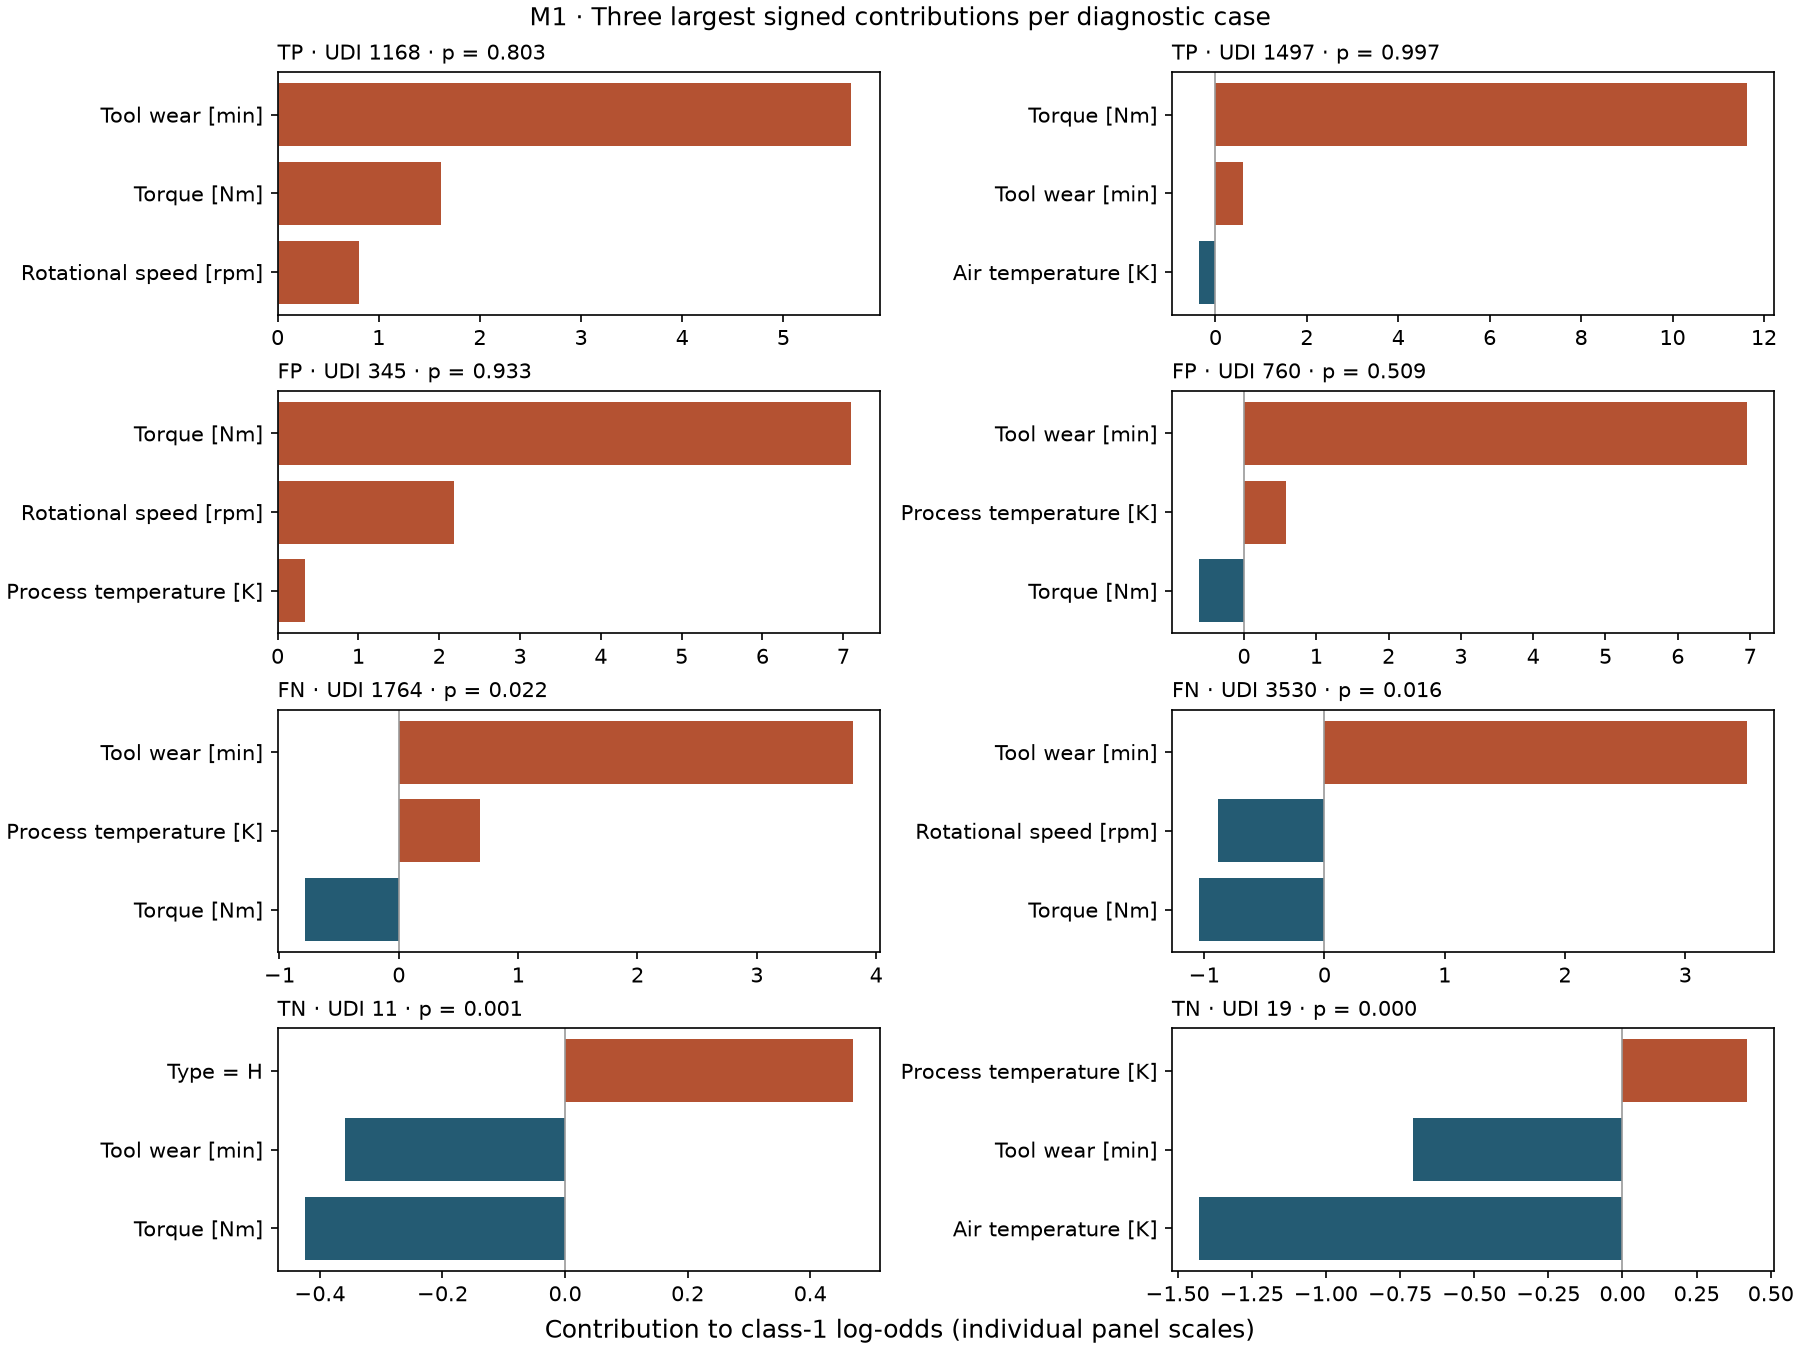 M1 · Three largest signed contributions per diagnostic case
TP · UDI 1168 · p = 0.803
Tool wear [min]
Torque [Nm]
Rotational speed [rpm]
0 1 2 3 4 5
TP · UDI 1497 · p = 0.997
Torque [Nm]
Tool wear [min]
Air temperature [K]
0 2 4 6 8 10 12
FP · UDI 345 · p = 0.933
Torque [Nm]
Rotational speed [rpm]
Process temperature [K]
0 1 2 3 4 5 6 7
FP · UDI 760 · p = 0.509
Tool wear [min]
Process temperature [K]
Torque [Nm]
0 1 2 3 4 5 6 7
FN · UDI 1764 · p = 0.022
Tool wear [min]
Process temperature [K]
Torque [Nm]
−1 0 1 2 3 4
FN · UDI 3530 · p = 0.016
Tool wear [min]
Rotational speed [rpm]
Torque [Nm]
−1 0 1 2 3
TN · UDI 11 · p = 0.001
Type = H
Tool wear [min]
Torque [Nm]
−0.4 −0.2 0.0 0.2 0.4
TN · UDI 19 · p = 0.000
Process temperature [K]
Tool wear [min]
Air temperature [K]
−1.50 −1.25 −1.00 −0.75 −0.50 −0.25 0.00 0.25 0.50
Contribution to class-1 log-odds (individual panel scales)